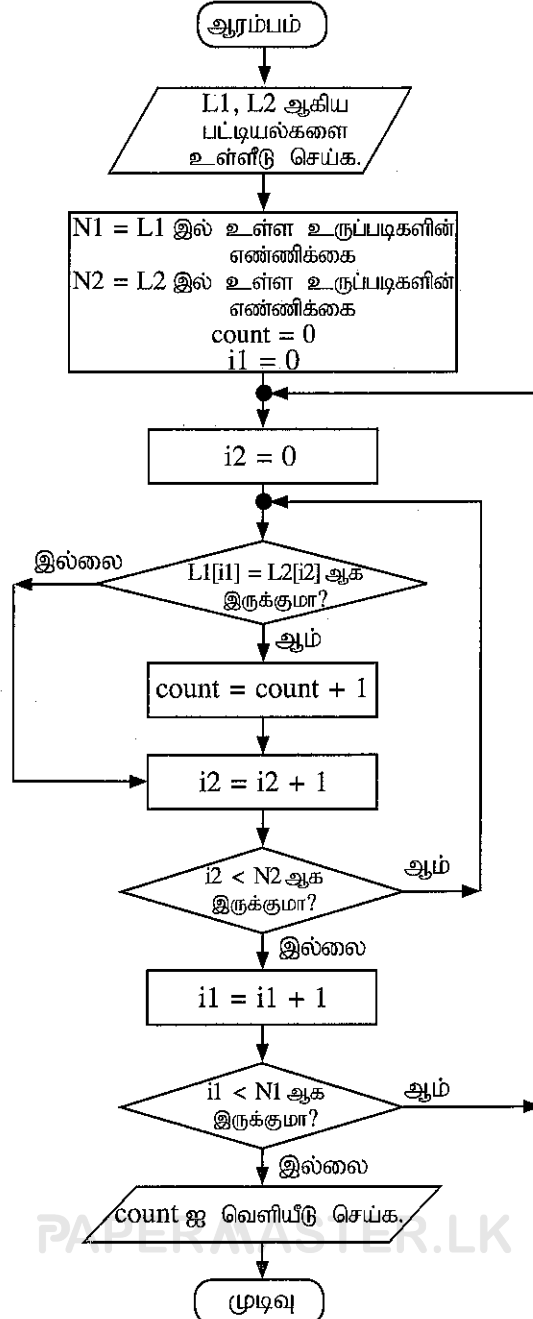 ஆரம்பம்
L1, L2 ஆகிய
பட்டியல்களை
உள்ளீடு செய்க.
N1 = L1 இல் உள்ள உருப்படிகளின்
எண்ணிக்கை
N2 = L2 இல் உள்ள உருப்படிகளின்
எண்ணிக்கை
count = 0
i1 = 0
i2 = 0
இல்லை
L1[i1] = L2[i2] ஆக
இருக்குமா?
ஆம்
count = count + 1
i2 = i2 + 1
i2 < N2 ஆக
இருக்குமா?
ஆம்
இல்லை
i1 = i1 + 1
i1 < N1 ஆக
இருக்குமா?
ஆம்
இல்லை
count ஐ வெளியீடு செய்க.
PAPERMASTER.LK
முடிவு